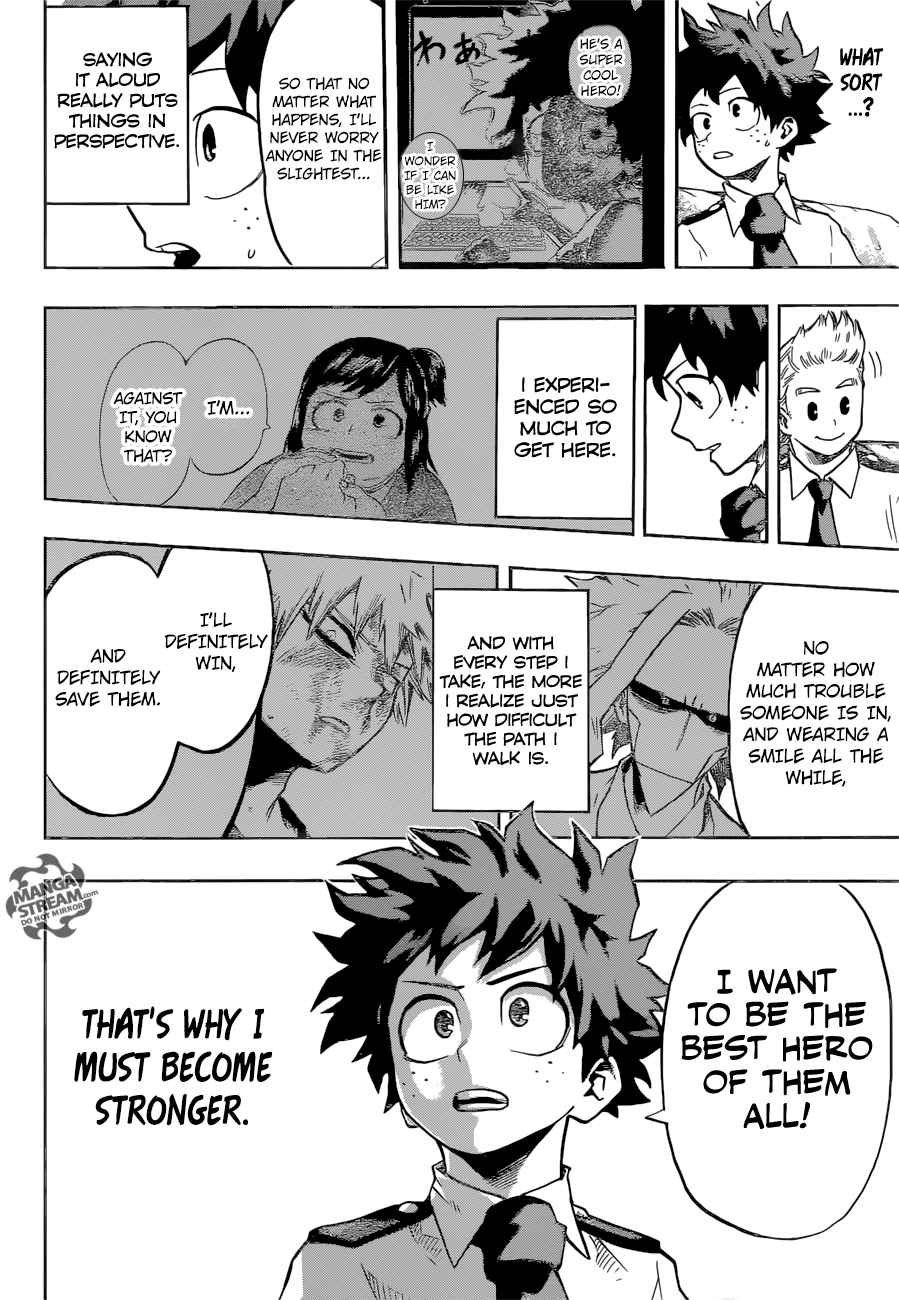 WHAT
SORT
...?
HE'S A
SUPER
COOL
HERO!
わあ
I
WONDER
IF I CAN
BE LIKE
HIM?
SO THAT NO
MATTER WHAT
HAPPENS, I'LL
NEVER WORRY
ANYONE IN THE
SLIGHTEST...
SAYING
IT ALOUD
REALLY PUTS
THINGS IN
PERSPECTIVE.
I EXPERI-
ENCED SO
MUCH TO
GET HERE.
I'M...
AGAINST
IT, YOU
KNOW
THAT?
NO
MATTER HOW
MUCH TROUBLE
SOMEONE IS IN,
AND WEARING A
SMILE ALL THE
WHILE,
AND WITH
EVERY STEP I
TAKE, THE MORE
I REALIZE JUST
HOW DIFFICULT
THE PATH I
WALK IS.
I'LL
DEFINITELY
WIN,
AND
DEFINITELY
SAVE THEM.
MANGA
STREAM.com
DO NOT MIRROR
I WANT
TO BE THE
BEST HERO
OF THEM
ALL!
THAT'S WHY I
MUST BECOME
STRONGER.